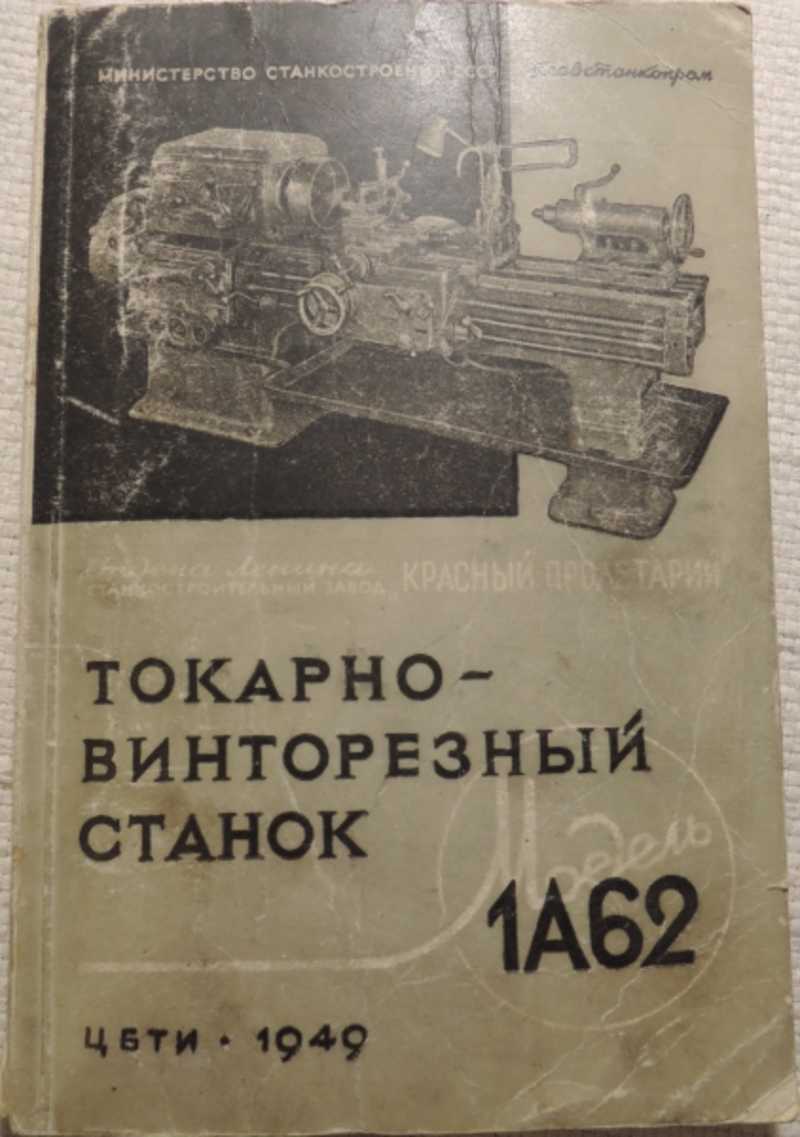 МИНИСТЕРСТВО СТАНКОСТРОЕНИЯ СССР Главстанкопром
ордена Ленина
СТАНКОСТРОИТЕЛЬНЫЙ ЗАВОД „КРАСНЫЙ ПРОЛЕТАРИЙ"
ТОКАРНО-
ВИНТОРЕЗНЫЙ
СТАНОК
Модель
1А62
ЦБТИ • 1949